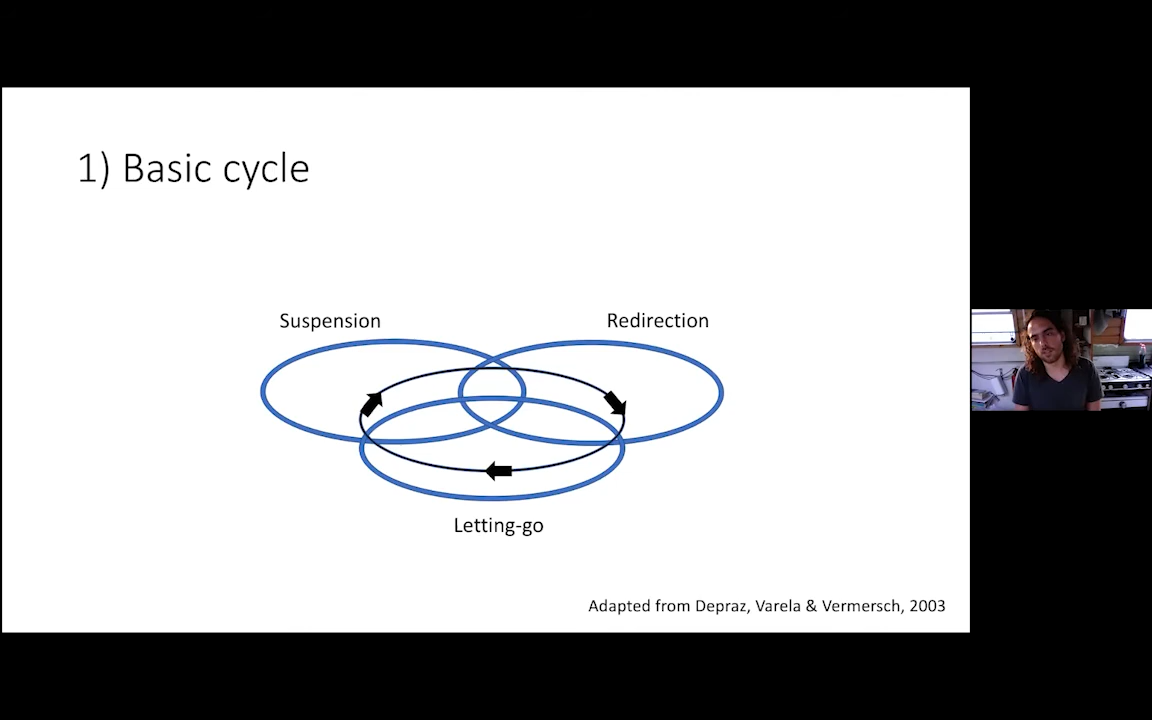 1) Basic cycle
Suspension
Redirection
Letting-go
Adapted from Depraz, Varela & Vermersch, 2003